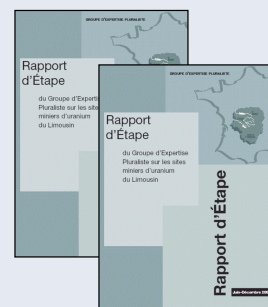 GROUPE D'EXPERTISE PLURALISTE
Rapport
d'Étape
du Groupe d'Expertise
Pluraliste sur les sites
miniers d'uranium
du Limousin
GROUPE D'EXPERTISE PLURALISTE
Rapport
d'Étape
du Groupe d'Expertise
Pluraliste sur les sites
miniers d'uranium
du Limousin
Rapport d'Étape